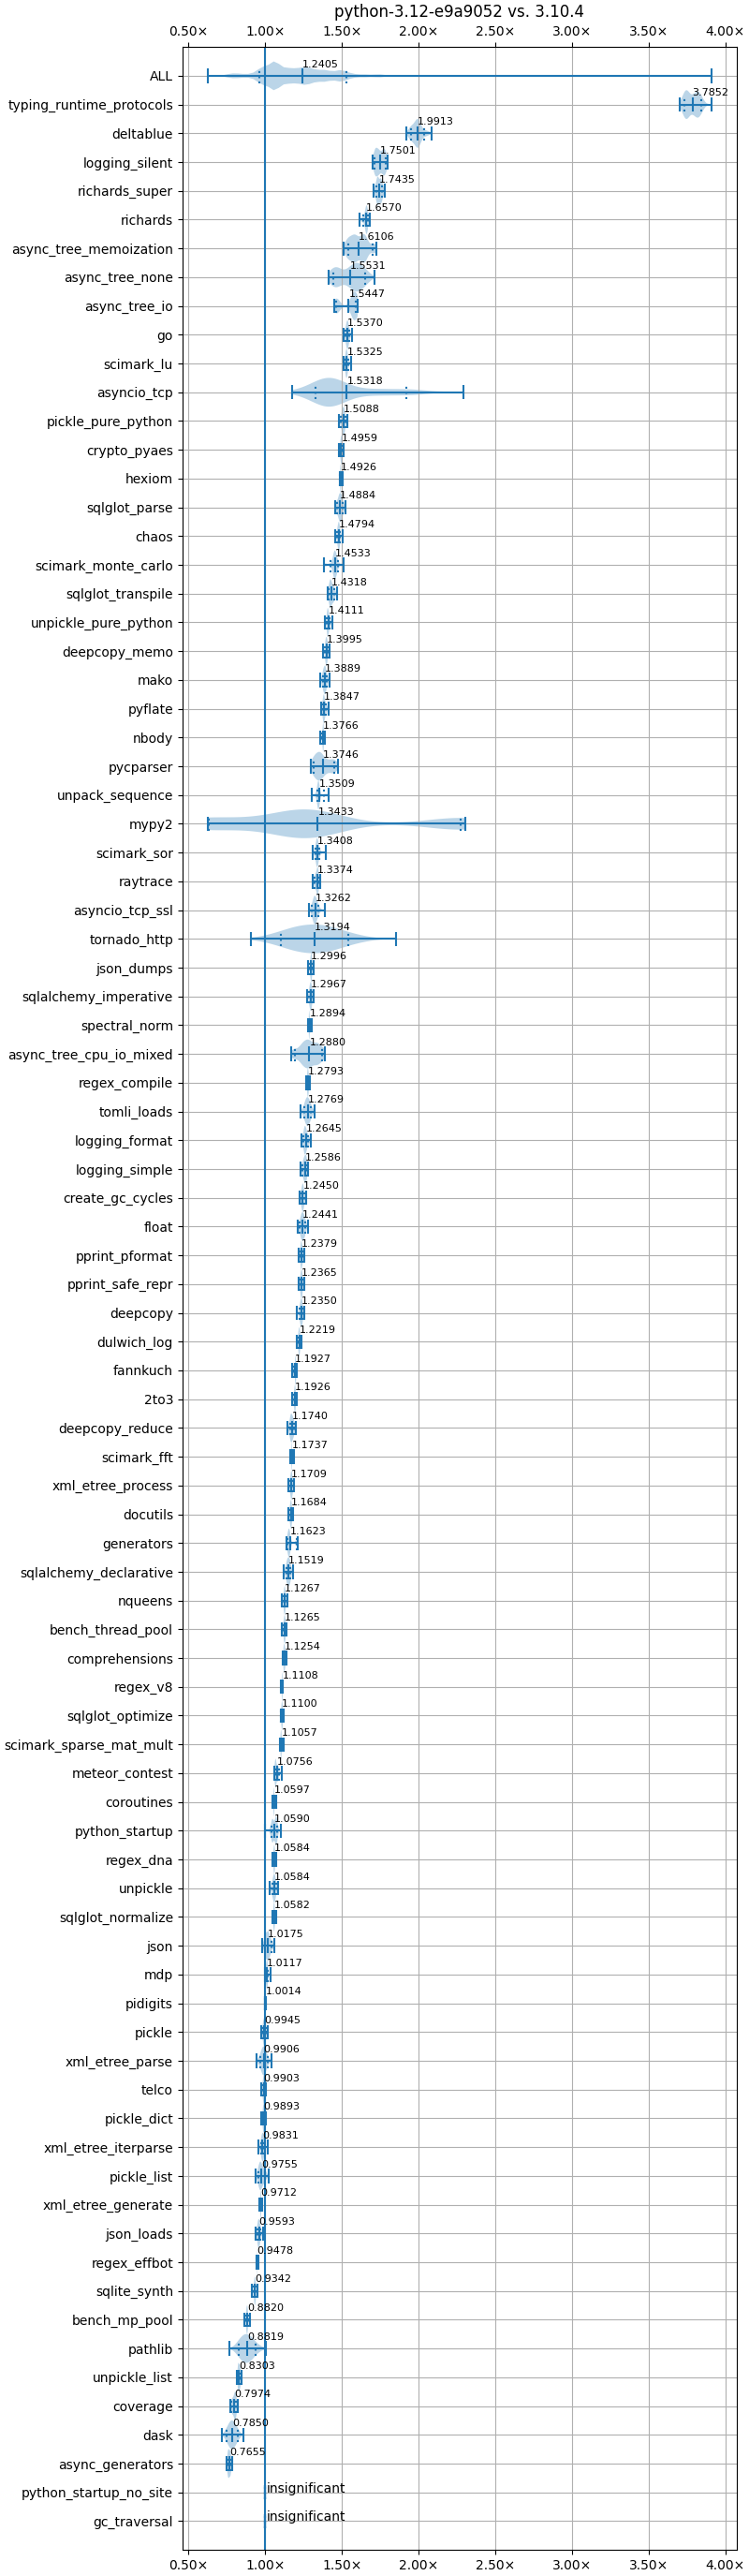 python-3.12-e9a9052 vs. 3.10.4
0.50× 1.00× 1.50× 2.00× 2.50× 3.00× 3.50× 4.00×
ALL 1.2405
typing_runtime_protocols 3.7852
deltablue 1.9913
logging_silent 1.7501
richards_super 1.7435
richards 1.6570
async_tree_memoization 1.6106
async_tree_none 1.5531
async_tree_io 1.5447
go 1.5370
scimark_lu 1.5325
asyncio_tcp 1.5318
pickle_pure_python 1.5088
crypto_pyaes 1.4959
hexiom 1.4926
sqlglot_parse 1.4884
chaos 1.4794
scimark_monte_carlo 1.4533
sqlglot_transpile 1.4318
unpickle_pure_python 1.4111
deepcopy_memo 1.3995
mako 1.3889
pyflate 1.3847
nbody 1.3766
pycparser 1.3746
unpack_sequence 1.3509
mypy2 1.3433
scimark_sor 1.3408
raytrace 1.3374
asyncio_tcp_ssl 1.3262
tornado_http 1.3194
json_dumps 1.2996
sqlalchemy_imperative 1.2967
spectral_norm 1.2894
async_tree_cpu_io_mixed 1.2880
regex_compile 1.2793
tomli_loads 1.2769
logging_format 1.2645
logging_simple 1.2586
create_gc_cycles 1.2450
float 1.2441
pprint_pformat 1.2379
pprint_safe_repr 1.2365
deepcopy 1.2350
dulwich_log 1.2219
fannkuch 1.1927
2to3 1.1926
deepcopy_reduce 1.1740
scimark_fft 1.1737
xml_etree_process 1.1709
docutils 1.1684
generators 1.1623
sqlalchemy_declarative 1.1519
nqueens 1.1267
bench_thread_pool 1.1265
comprehensions 1.1254
regex_v8 1.1108
sqlglot_optimize 1.1100
scimark_sparse_mat_mult 1.1057
meteor_contest 1.0756
coroutines 1.0597
python_startup 1.0590
regex_dna 1.0584
unpickle 1.0584
sqlglot_normalize 1.0582
json 1.0175
mdp 1.0117
pidigits 1.0014
pickle 0.9945
xml_etree_parse 0.9906
telco 0.9903
pickle_dict 0.9893
xml_etree_iterparse 0.9831
pickle_list 0.9755
xml_etree_generate 0.9712
json_loads 0.9593
regex_effbot 0.9478
sqlite_synth 0.9342
bench_mp_pool 0.8820
pathlib 0.8819
unpickle_list 0.8303
coverage 0.7974
dask 0.7850
async_generators 0.7655
python_startup_no_site insignificant
gc_traversal insignificant
0.50× 1.00× 1.50× 2.00× 2.50× 3.00× 3.50× 4.00×